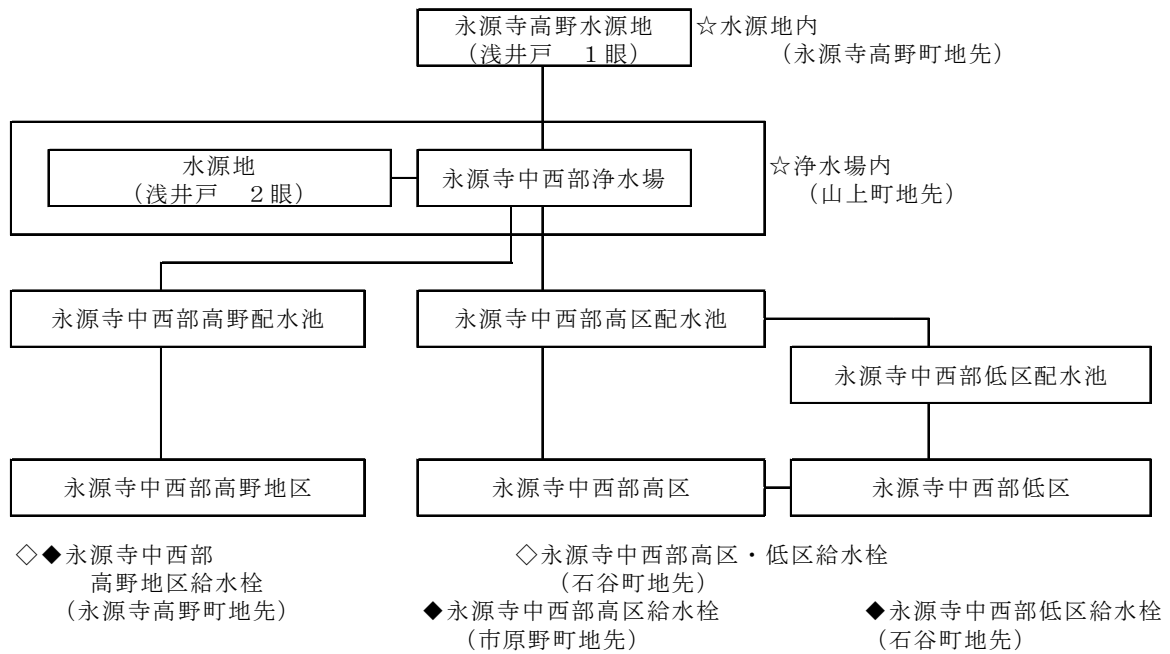 永源寺高野水源地
(浅井戸　1眼)
☆水源地内
(永源寺高野町地先)
水源地
(浅井戸　2眼)
永源寺中西部浄水場
☆浄水場内
(山上町地先)
永源寺中西部高野配水池
永源寺中西部高区配水池
永源寺中西部低区配水池
永源寺中西部高野地区
永源寺中西部高区
永源寺中西部低区
◇◆永源寺中西部
高野地区給水栓
(永源寺高野町地先)
◇永源寺中西部高区・低区給水栓
(石谷町地先)
◆永源寺中西部高区給水栓
(市原野町地先)
◆永源寺中西部低区給水栓
(石谷町地先)